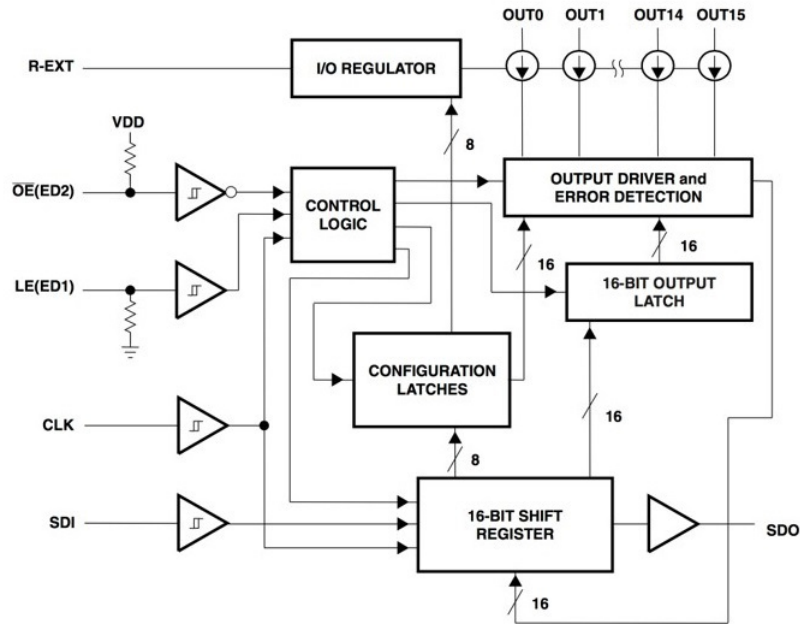 OUT0 OUT1 OUT14 OUT15
R-EXT
I/O REGULATOR
8
VDD
OE(ED2)
CONTROL
LOGIC
OUTPUT DRIVER and
ERROR DETECTION
16
16
LE(ED1)
16-BIT OUTPUT
LATCH
CONFIGURATION
LATCHES
16
CLK
8
SDI
16-BIT SHIFT
REGISTER
SDO
16